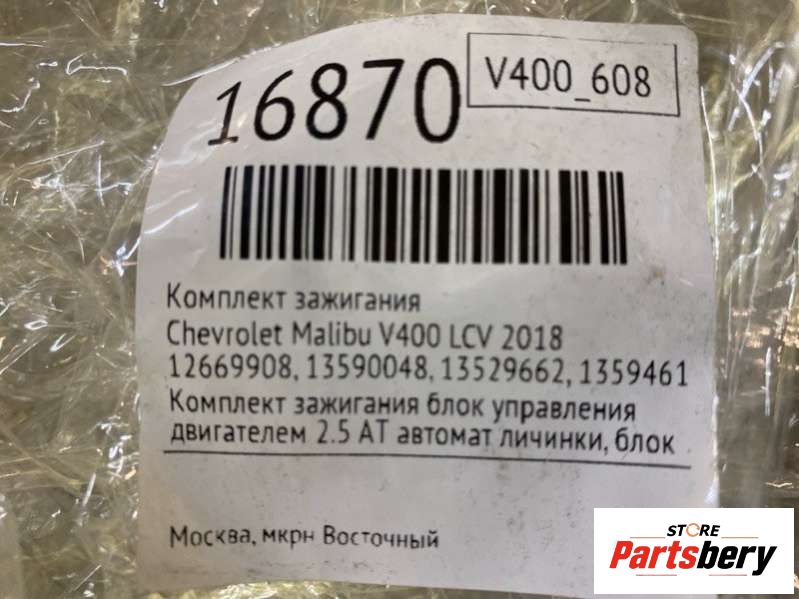 16870
V400_608
Комплект зажигания
Chevrolet Malibu V400 LCV 2018
12669908, 13590048, 13529662, 1359461
Комплект зажигания блок управления
двигателем 2.5 АТ автомат личинки, блок
Москва, мкрн Восточный
STORE
Partsbery